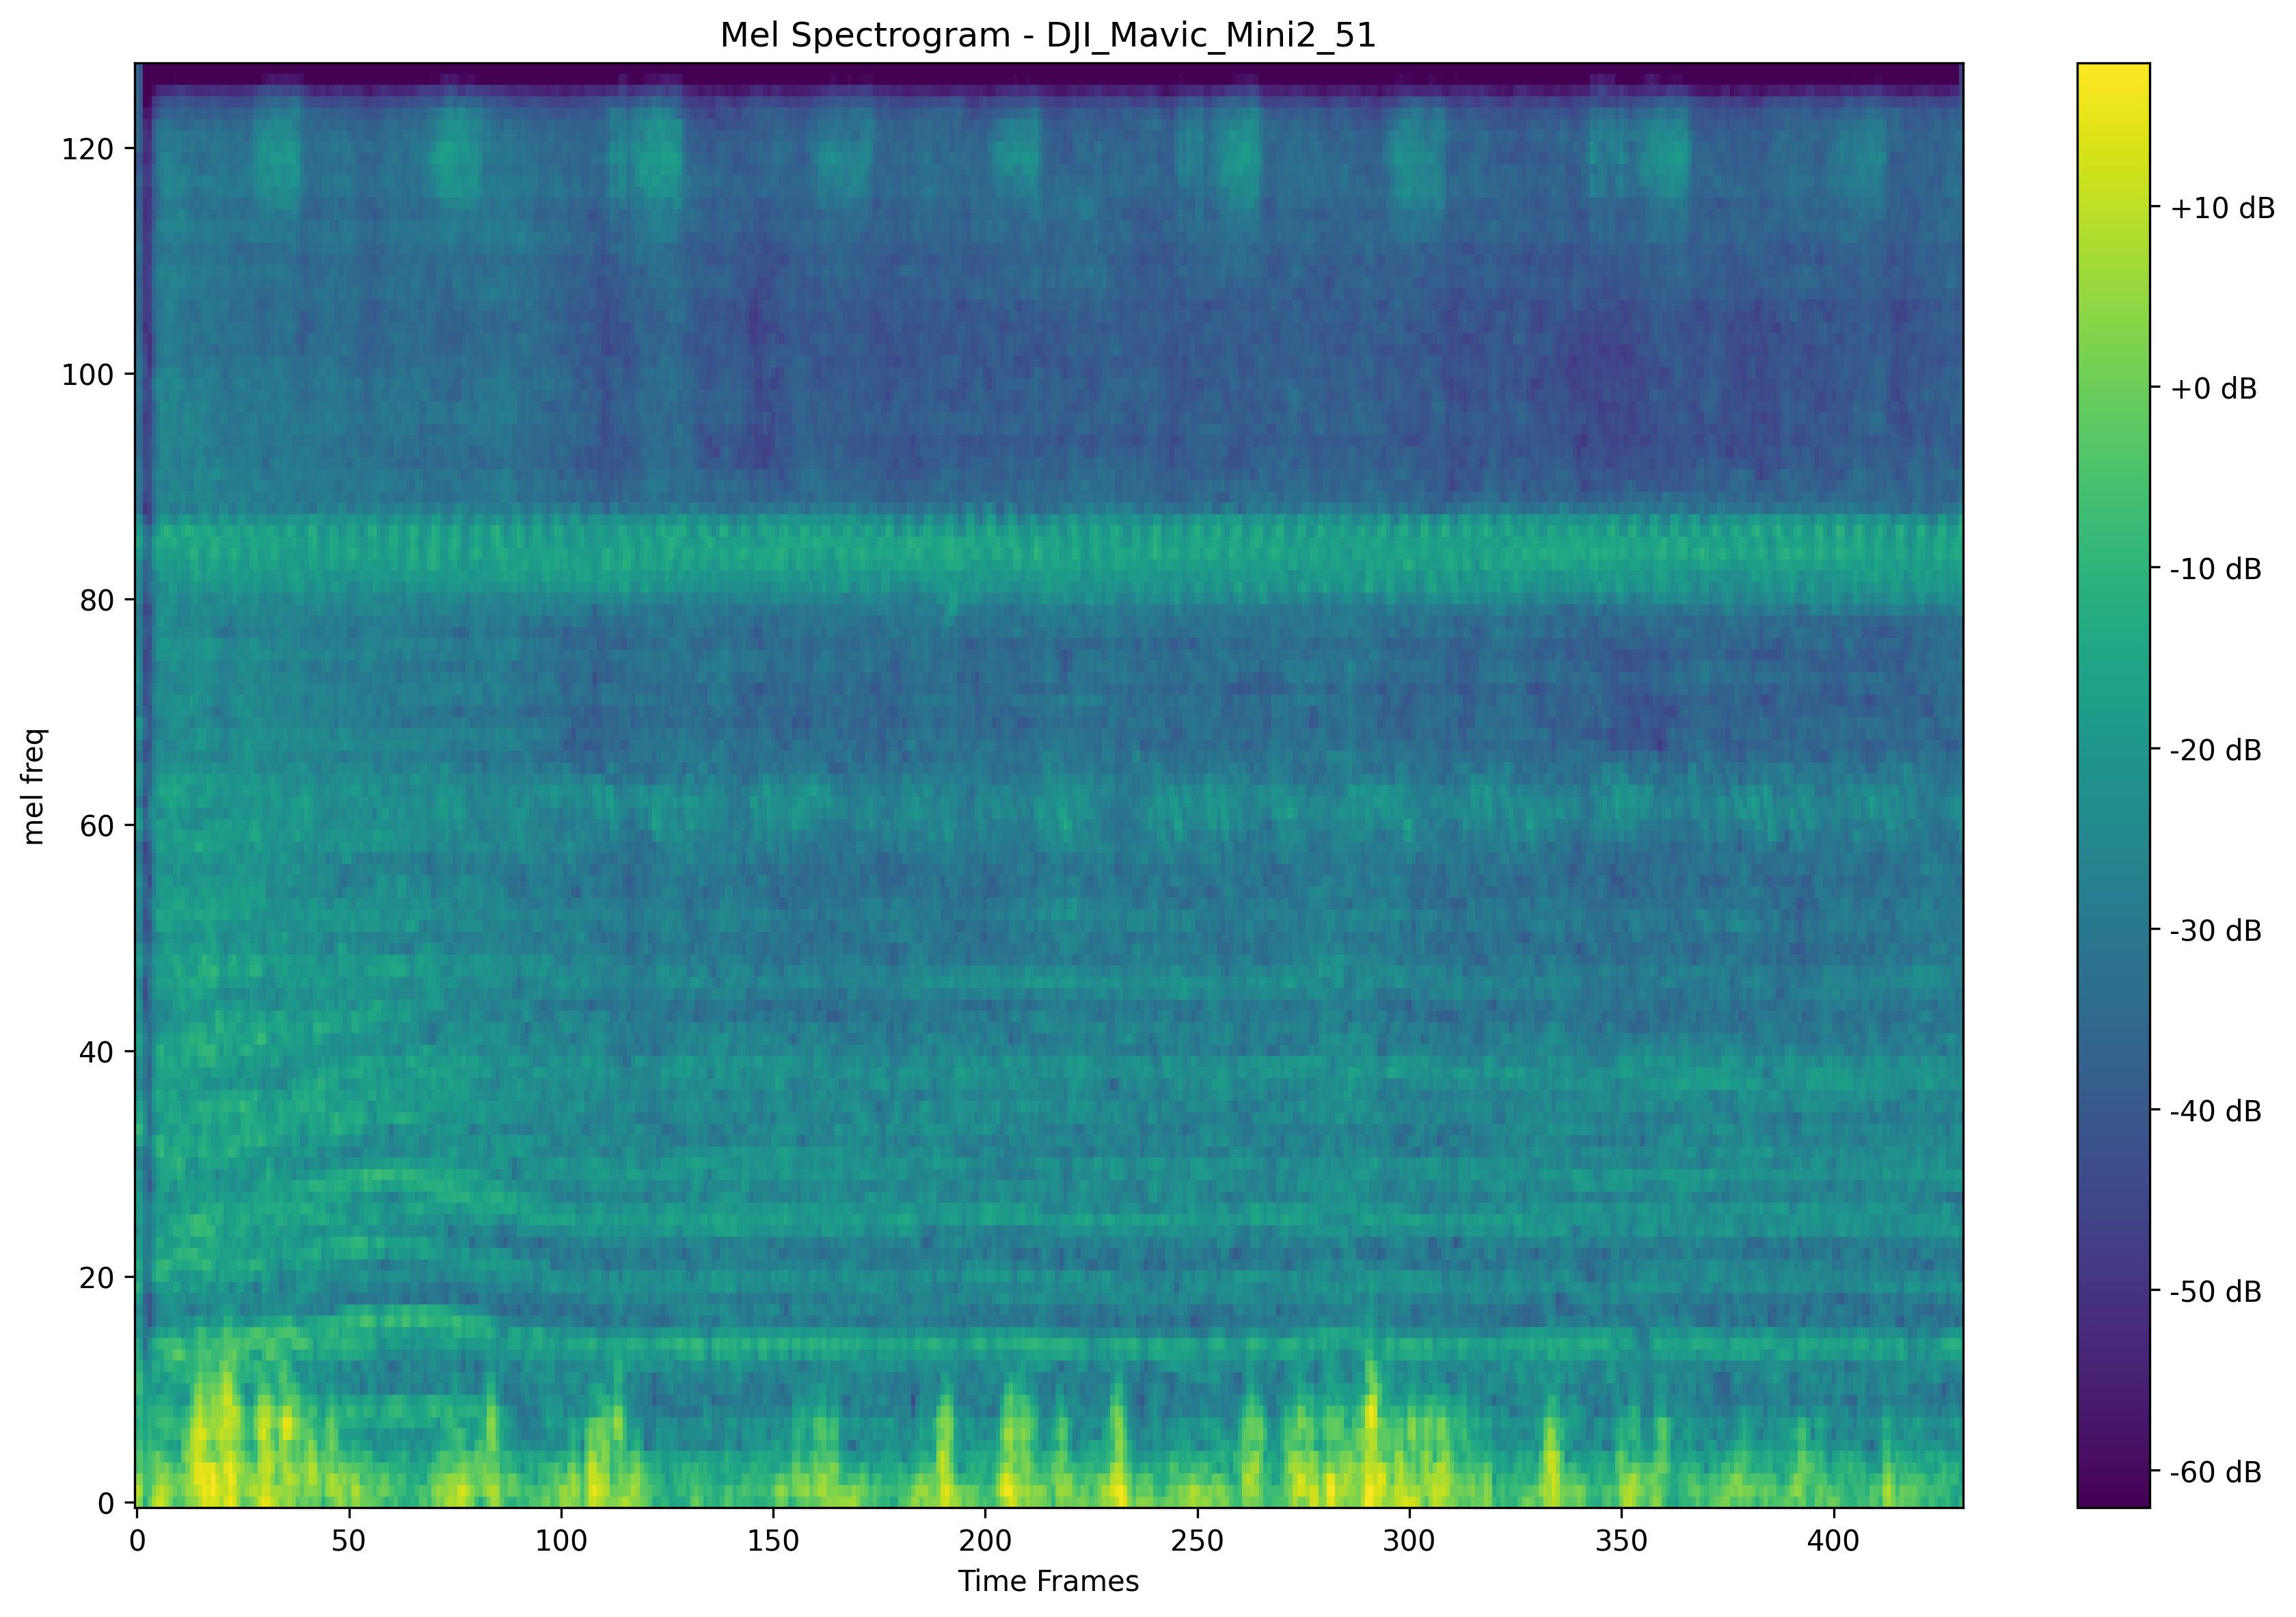 Mel Spectrogram - DJI_Mavic_Mini2_51
mel freq
120
100
80
60
40
20
0
0 50 100 150 200 250 300 350 400
Time Frames
+10 dB
+0 dB
-10 dB
-20 dB
-30 dB
-40 dB
-50 dB
-60 dB